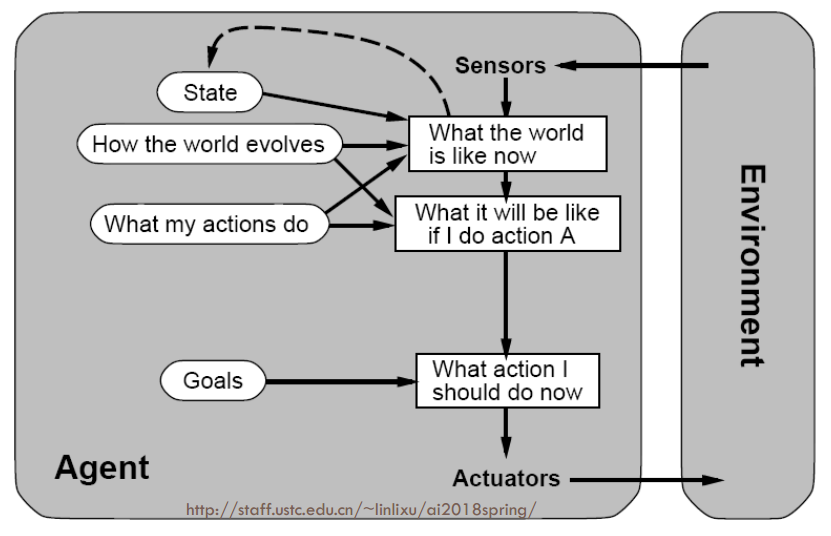 Sensors
State
How the world evolves
What the world
is like now
What my actions do
What it will be like
if I do action A
Environment
Goals
What action I
should do now
Agent
Actuators
http://staff.ustc.edu.cn/~linlixu/ai2018spring/